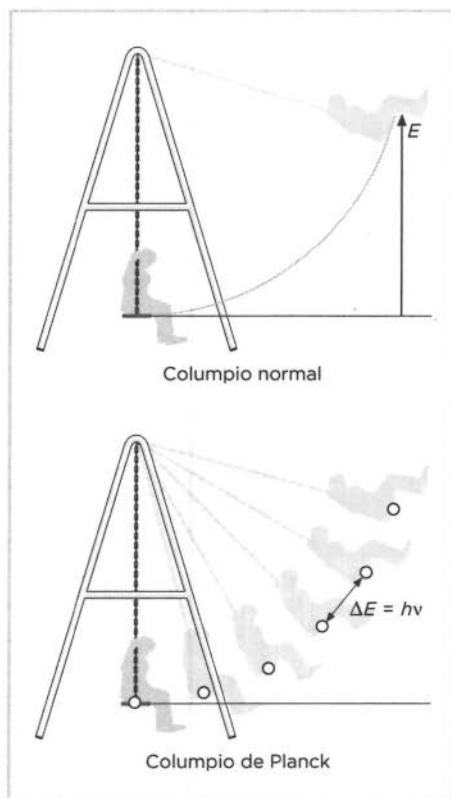 E
Columpio normal
ΔE = hν
Columpio de Planck